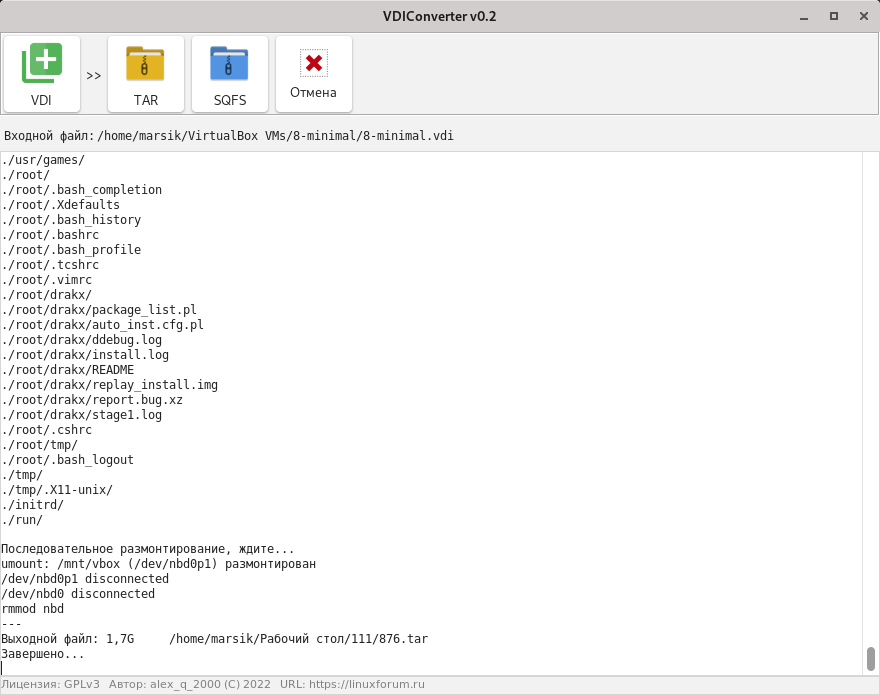 VDIConverter v0.2
VDI >> TAR SQFS Отмена
Входной файл: /home/marsik/VirtualBox VMs/8-minimal/8-minimal.vdi
./usr/games/
./root/
./root/.bash_completion
./root/.Xdefaults
./root/.bash_history
./root/.bashrc
./root/.bash_profile
./root/.tcshrc
./root/.vimrc
./root/drakx/
./root/drakx/package_list.pl
./root/drakx/auto_inst.cfg.pl
./root/drakx/ddebug.log
./root/drakx/install.log
./root/drakx/README
./root/drakx/replay_install.img
./root/drakx/report.bug.xz
./root/drakx/stage1.log
./root/.cshrc
./root/tmp/
./root/.bash_logout
./tmp/
./tmp/.X11-unix/
./initrd/
./run/
Последовательное размонтирование, ждите...
umount: /mnt/vbox (/dev/nbd0p1) размонтирован
/dev/nbd0p1 disconnected
/dev/nbd0 disconnected
rmmod nbd
---
Выходной файл: 1,7G     /home/marsik/Рабочий стол/111/876.tar
Завершено...
Лицензия: GPLv3   Автор: alex_q_2000 (C) 2022   URL: https://linuxforum.ru